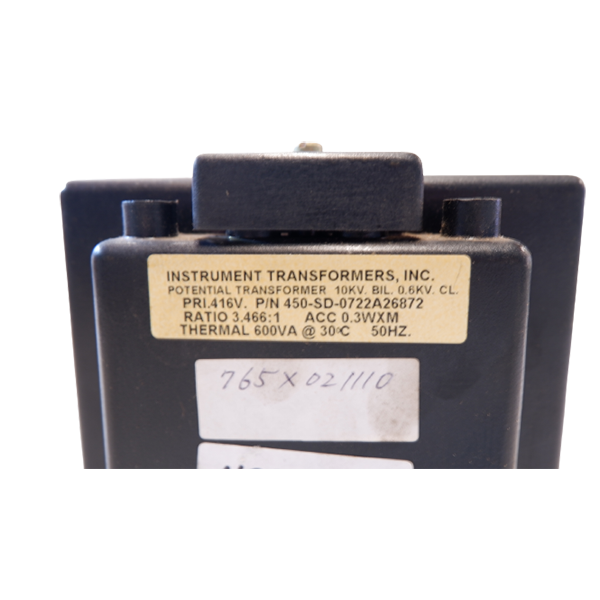 INSTRUMENT TRANSFORMERS, INC.
POTENTIAL TRANSFORMER 10KV. BIL. 0.6KV. CL.
PRI.416V. P/N 450-SD-0722A26872
RATIO 3.466:1 ACC 0.3WXM
THERMAL 600VA @ 30°C 50HZ.
765X021110